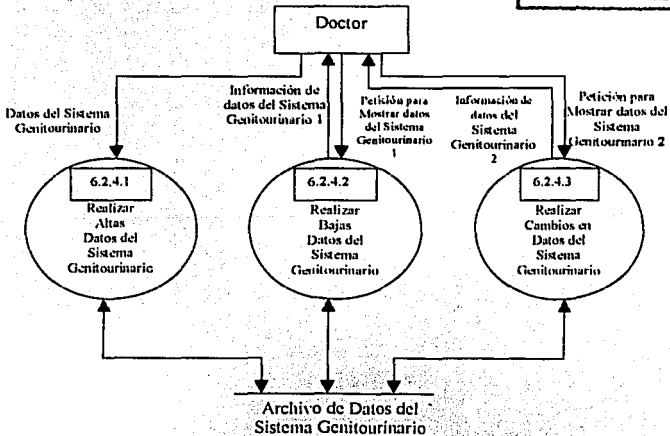 Doctor
Datos del Sistema
Genitourinario
Información de
datos del Sistema
Genitourinario 1
Petición para
Mostrar datos
del Sistema
Genitourinario
1
Información de
datos del
Sistema
Genitourinario
2
Petición para
Mostrar datos del
Sistema
Genitourinario 2
6.2.4.1
Realizar
Altas
Datos del
Sistema
Genitourinario
6.2.4.2
Realizar
Bajas
Datos del
Sistema
Genitourinario
6.2.4.3
Realizar
Cambios en
Datos del
Sistema
Genitourinario
Archivo de Datos del
Sistema Genitourinario